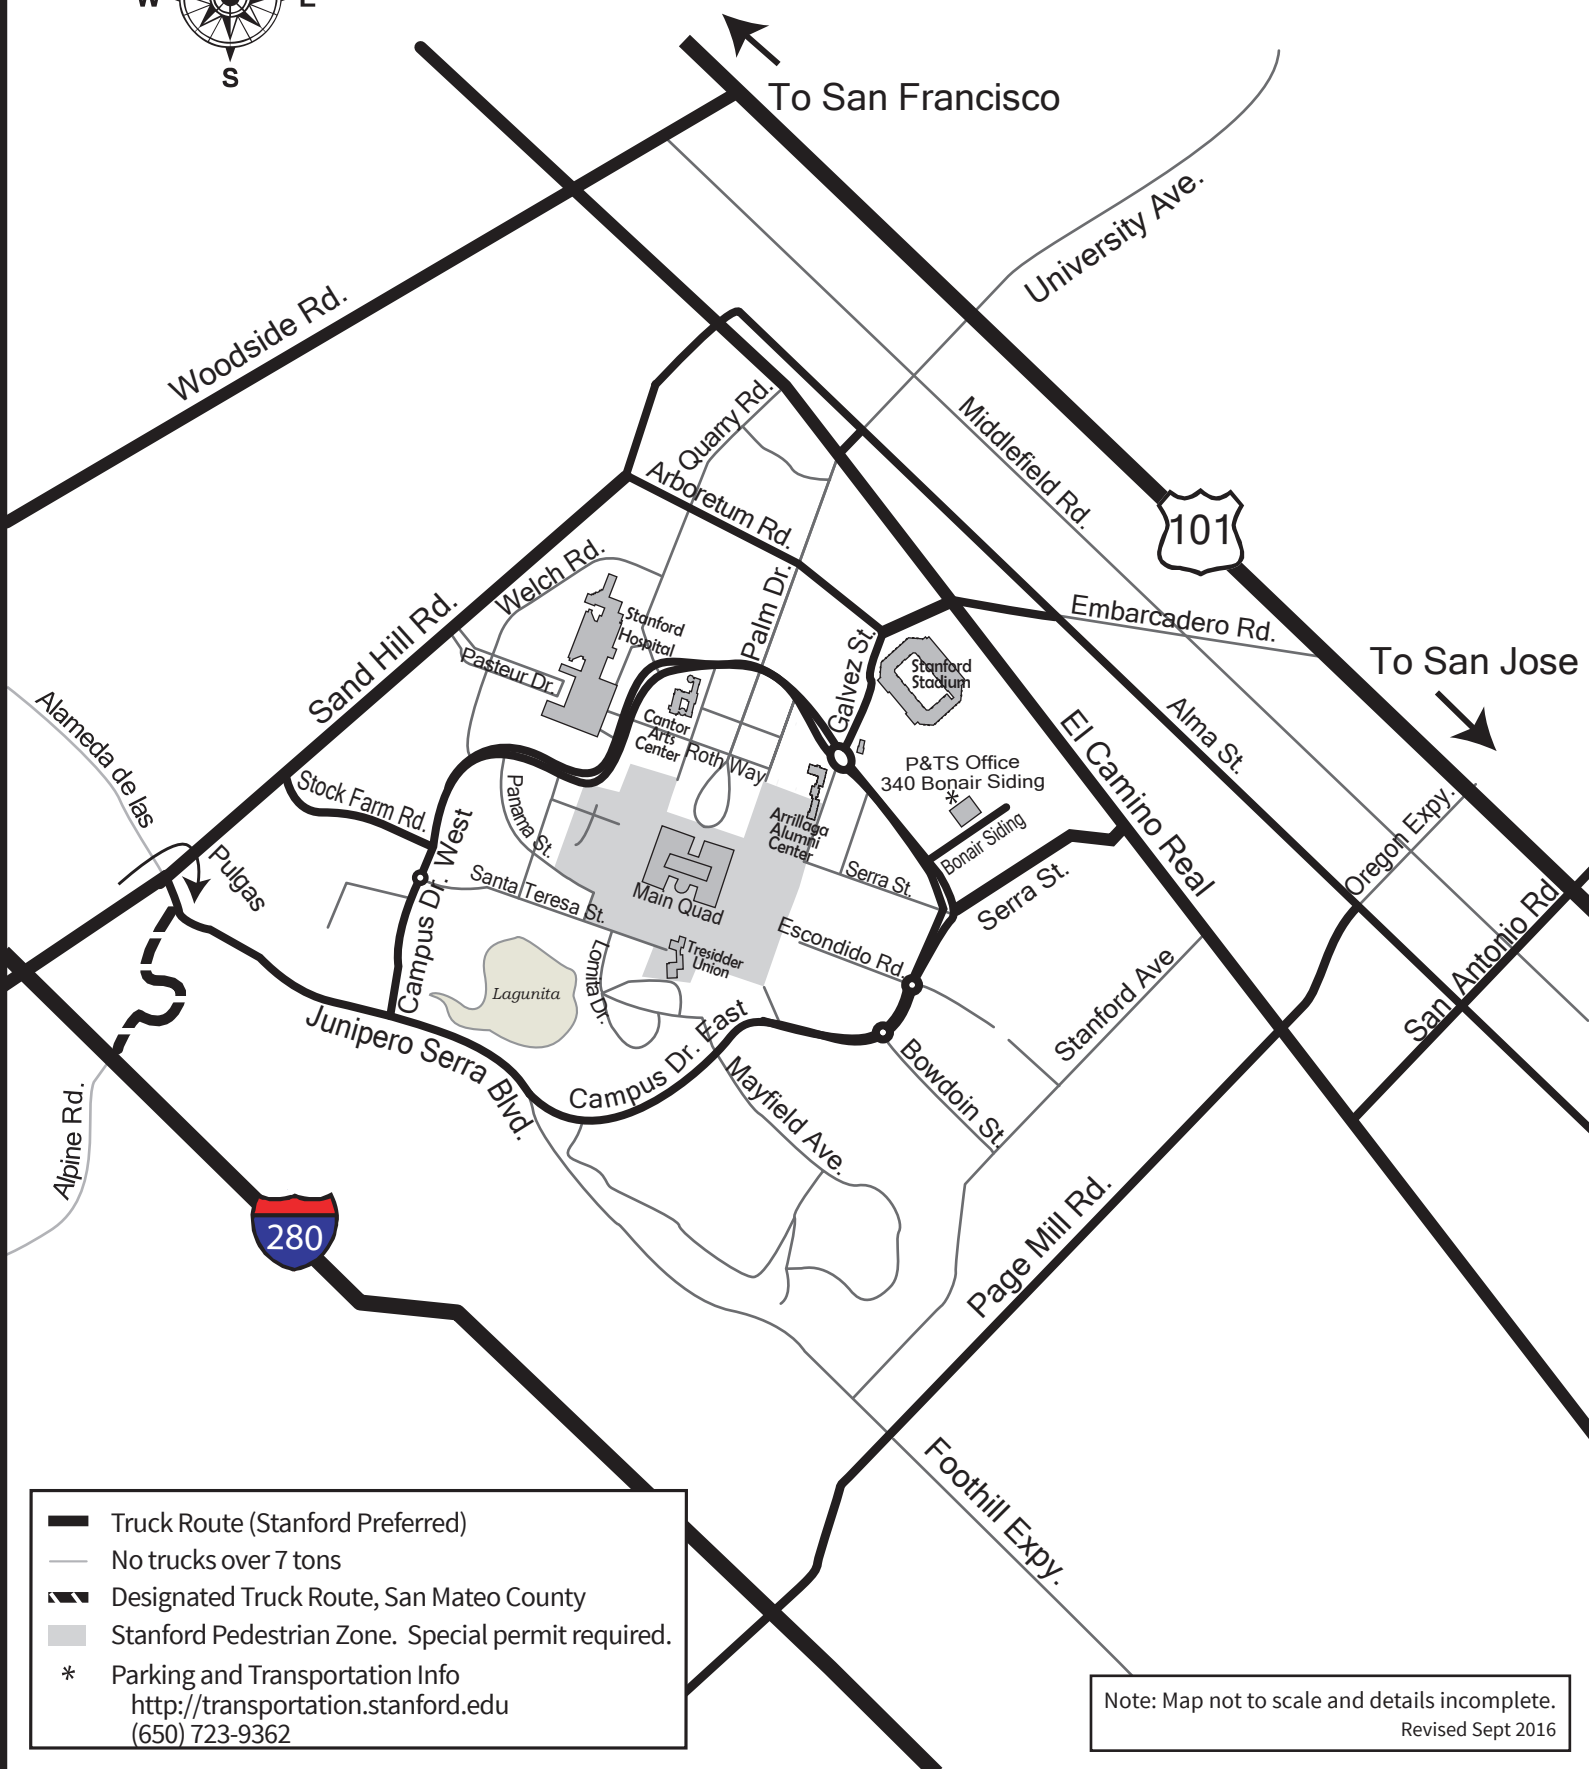 W
E
S
To San Francisco
University Ave.
Woodside Rd.
Quarry Rd.
Middlefield Rd.
101
Arboretum Rd.
Welch Rd.
Palm Dr.
Sand Hill Rd.
Stanford
Hospital
Embarcadero Rd.
To San Jose
Galvez St.
Stanford
Stadium
Pasteur Dr.
Alameda de las
Pulgas
Cantor
Arts
Center
Roth Way
Alma St.
El Camino Real
P&TS Office
340 Bonair Siding
*
Stock Farm Rd.
Panama St.
Arrillaga
Alumni
Center
Bonair Siding
Oregon Expy.
Campus Dr. West
Santa Teresa St.
Main Quad
Serra St.
Serra St.
San Antonio Rd.
Escondido Rd.
Tresidder
Union
Lomita Dr.
Lagunita
Stanford Ave
Junipero Serra Blvd.
Campus Dr. East
Bowdoin St.
Mayfield Ave.
Alpine Rd.
280
Page Mill Rd.
Foothill Expy.
Truck Route (Stanford Preferred)
No trucks over 7 tons
Designated Truck Route, San Mateo County
Stanford Pedestrian Zone. Special permit required.
* Parking and Transportation Info
http://transportation.stanford.edu
(650) 723-9362
Note: Map not to scale and details incomplete.
Revised Sept 2016